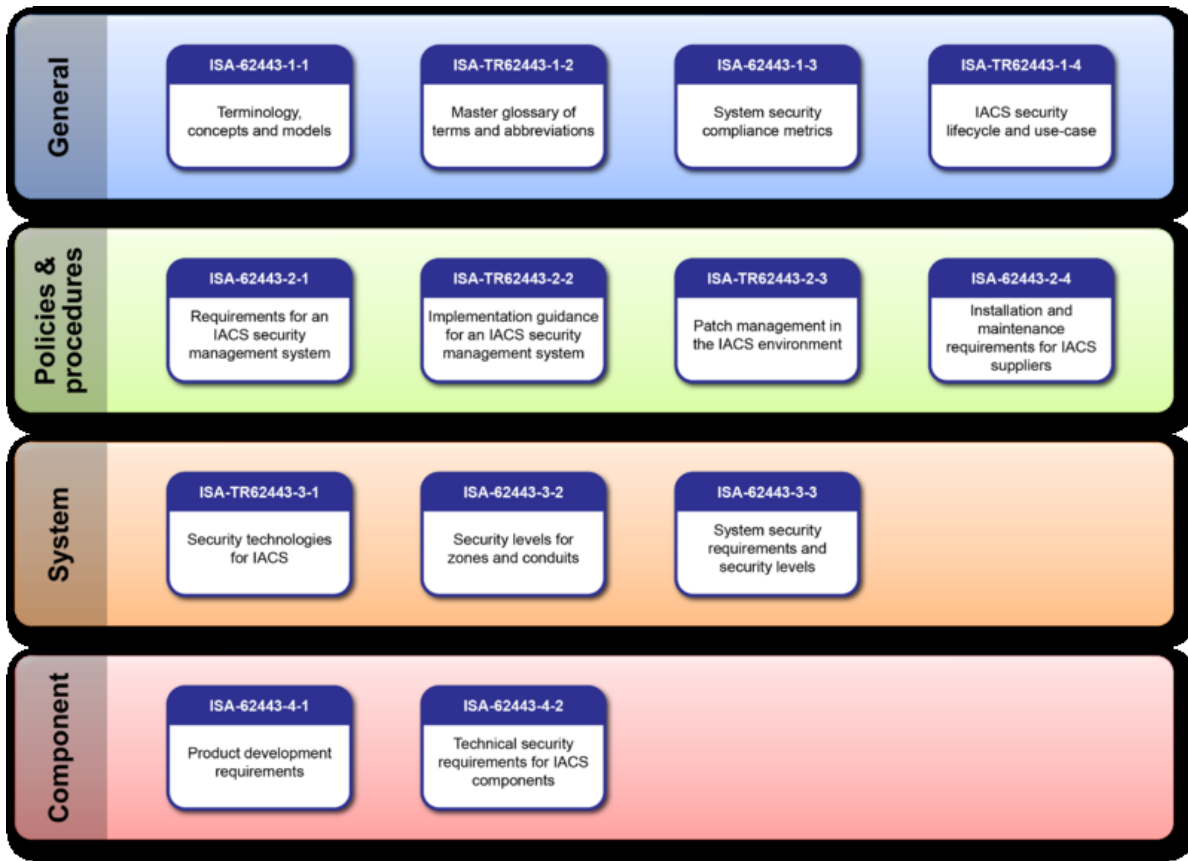 General
ISA-62443-1-1
Terminology,
concepts and models
ISA-TR62443-1-2
Master glossary of
terms and abbreviations
ISA-62443-1-3
System security
compliance metrics
ISA-TR62443-1-4
IACS security
lifecycle and use-case
Policies &
procedures
ISA-62443-2-1
Requirements for an
IACS security
management system
ISA-TR62443-2-2
Implementation guidance
for an IACS security
management system
ISA-TR62443-2-3
Patch management in
the IACS environment
ISA-62443-2-4
Installation and
maintenance
requirements for IACS
suppliers
System
ISA-TR62443-3-1
Security technologies
for IACS
ISA-62443-3-2
Security levels for
zones and conduits
ISA-62443-3-3
System security
requirements and
security levels
Component
ISA-62443-4-1
Product development
requirements
ISA-62443-4-2
Technical security
requirements for IACS
components